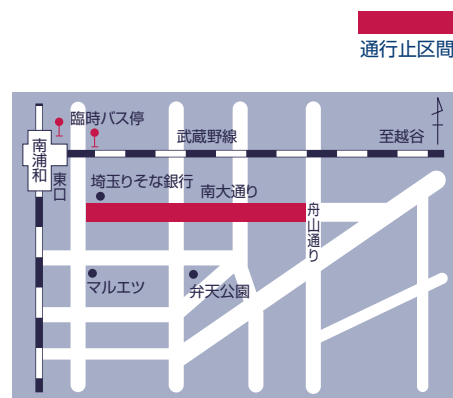 通行止区間
臨時バス停
武蔵野線
至越谷
南浦和
東口
埼玉りそな銀行
南大通り
舟山通り
マルエツ
弁天公園